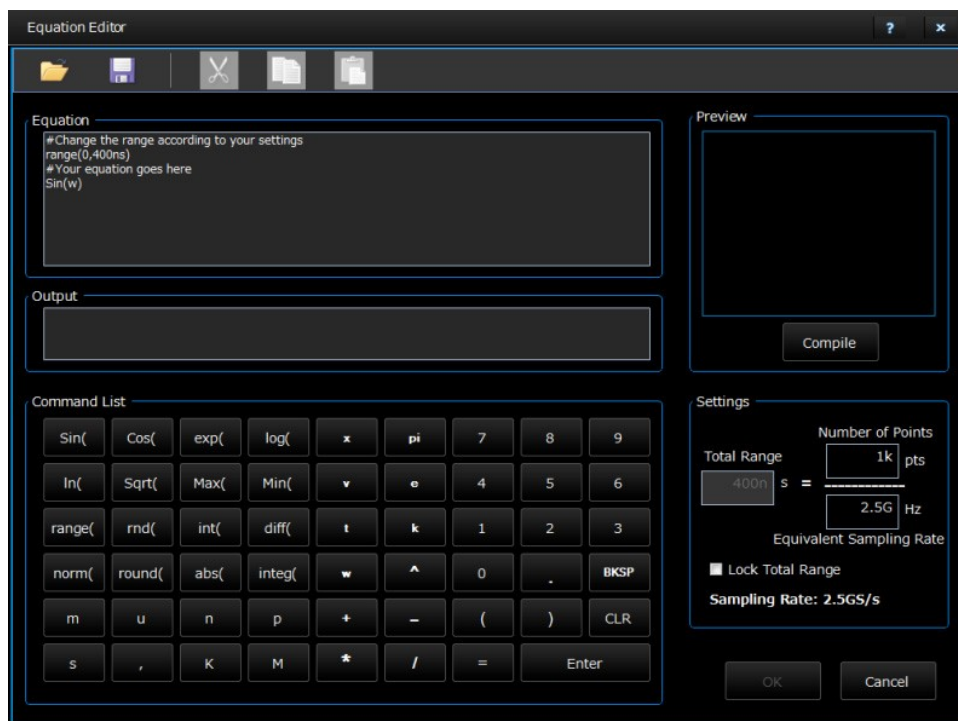 Equation Editor
? x
Equation
#Change the range according to your settings
range(0,400ns)
#Your equation goes here
Sin(w)
Output
Preview
Compile
Command List
Sin( Cos( exp( log( x pi 7 8 9
ln( Sqrt( Max( Min( v e 4 5 6
range( rnd( int( diff( t k 1 2 3
norm( round( abs( integ( w ^ 0 . BKSP
m u n p + - ( ) CLR
s , K M * / = Enter
Settings
Number of Points
Total Range
1k pts
400n s =
2.5G Hz
Equivalent Sampling Rate
Lock Total Range
Sampling Rate: 2.5GS/s
OK Cancel